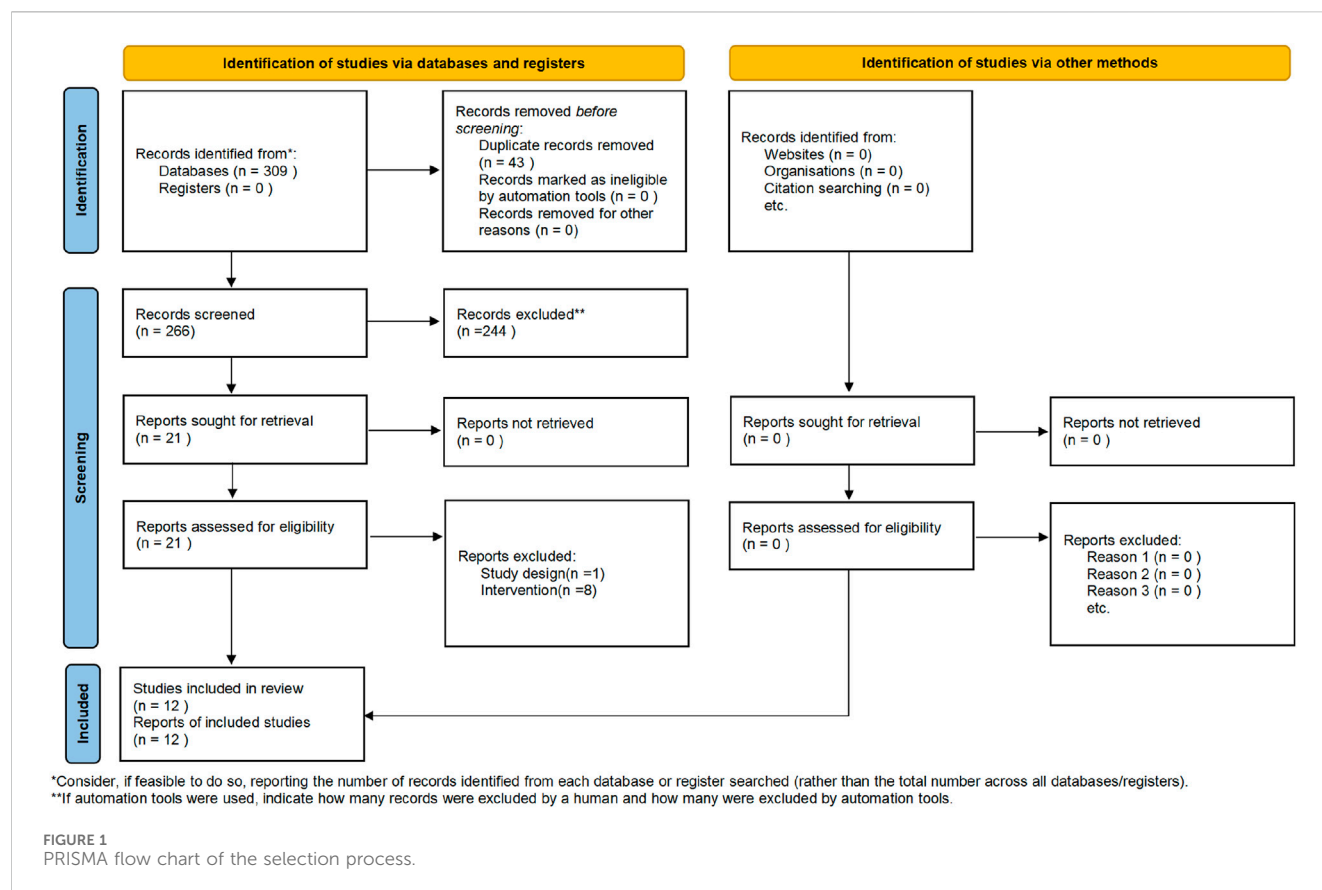 Identification of studies via databases and registers
Identification of studies via other methods
Identification
Records identified from*:
Databases (n = 309 )
Registers (n = 0 )
Records removed before
screening:
Duplicate records removed
(n = 43 )
Records marked as ineligible
by automation tools (n = 0 )
Records removed for other
reasons (n = 0)
Records identified from:
Websites (n = 0)
Organisations (n = 0)
Citation searching (n = 0)
etc.
Screening
Records screened
(n = 266)
Records excluded**
(n =244 )
Reports sought for retrieval
(n = 21 )
Reports not retrieved
(n = 0 )
Reports sought for retrieval
(n = 0 )
Reports not retrieved
(n = 0 )
Reports assessed for eligibility
(n = 21 )
Reports excluded:
Study design(n =1)
Intervention(n =8)
Reports assessed for eligibility
(n = 0 )
Reports excluded:
Reason 1 (n = 0 )
Reason 2 (n = 0 )
Reason 3 (n = 0 )
etc.
Included
Studies included in review
(n = 12 )
Reports of included studies
(n = 12 )
*Consider, if feasible to do so, reporting the number of records identified from each database or register searched (rather than the total number across all databases/registers).
**If automation tools were used, indicate how many records were excluded by a human and how many were excluded by automation tools.
FIGURE 1
PRISMA flow chart of the selection process.